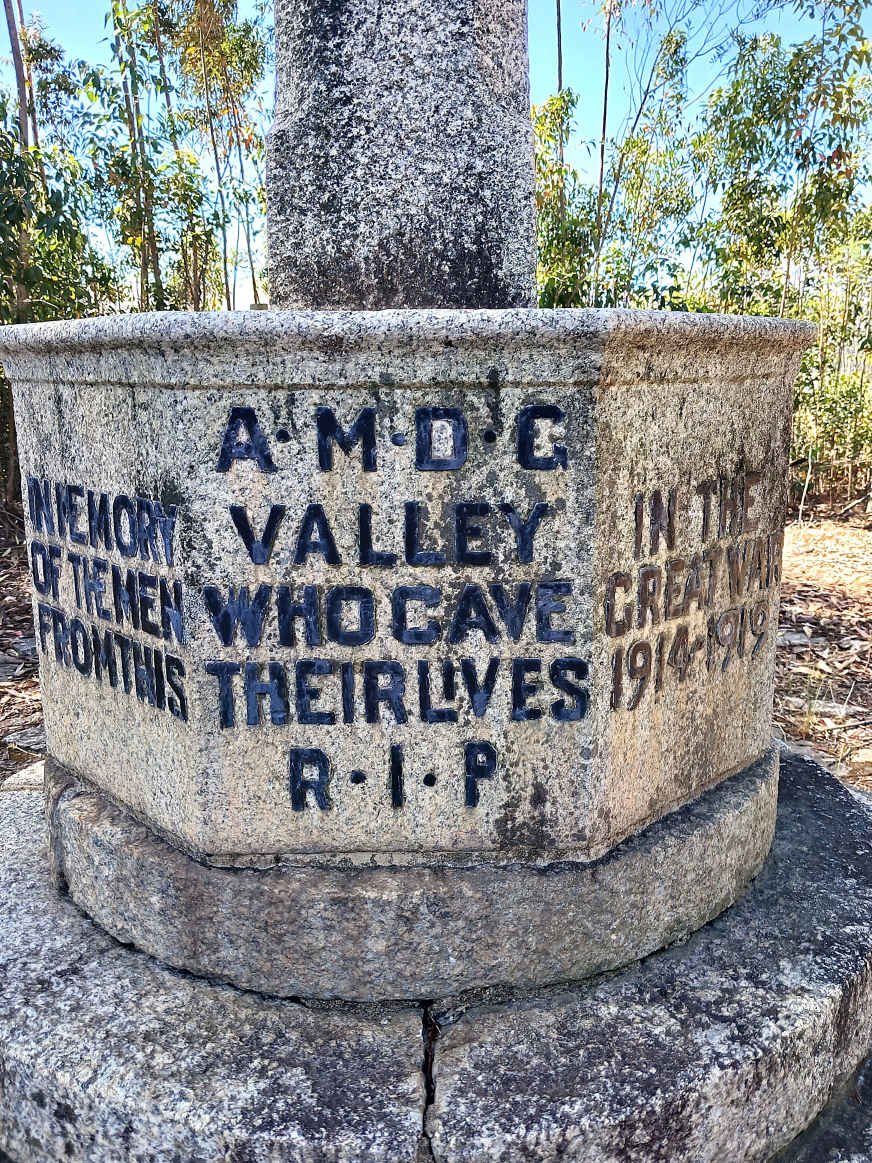 A·M·D·G
IN MEMORY
OF THE MEN
FROM THIS
VALLEY
WHO GAVE
THEIR LIVES
R·I·P
IN THE
GREAT WAR
1914-1919